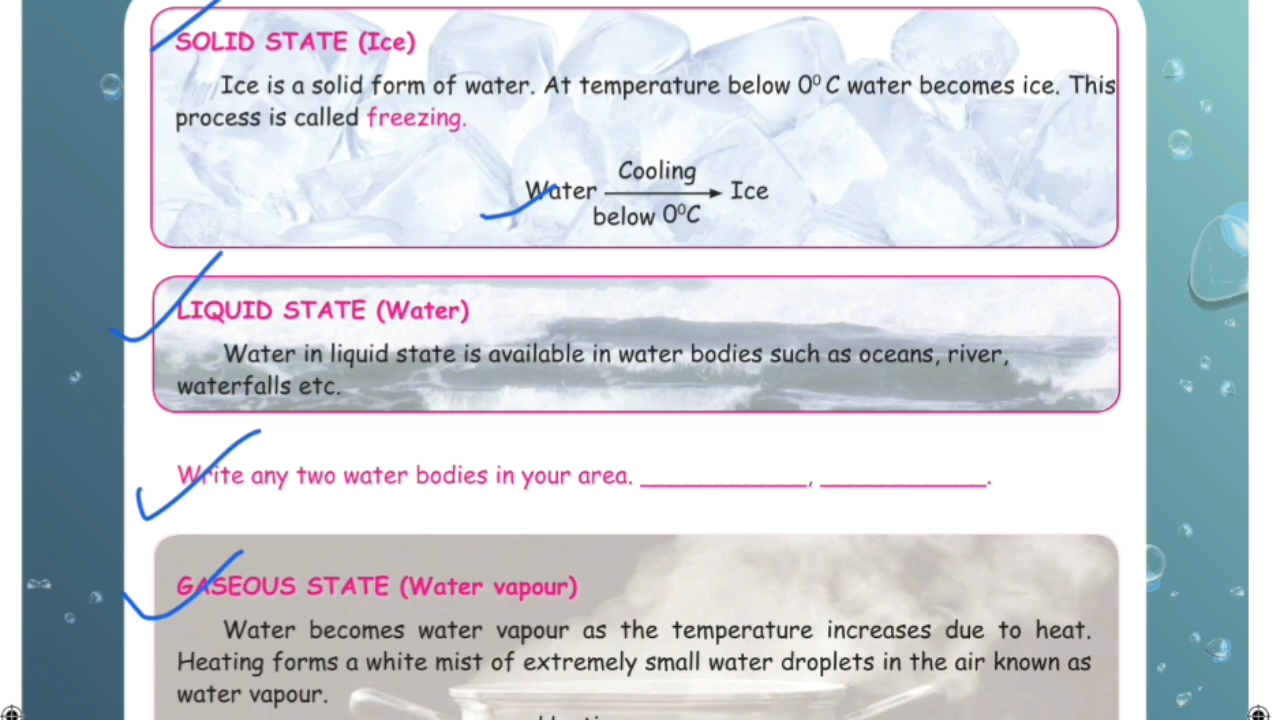 SOLID STATE (Ice)
Ice is a solid form of water. At temperature below 0⁰ C water becomes ice. This
process is called freezing.
Cooling
Water ⟶ Ice
below 0⁰C
LIQUID STATE (Water)
Water in liquid state is available in water bodies such as oceans, river,
waterfalls etc.
Write any two water bodies in your area. ______________, ______________.
GASEOUS STATE (Water vapour)
Water becomes water vapour as the temperature increases due to heat.
Heating forms a white mist of extremely small water droplets in the air known as
water vapour.